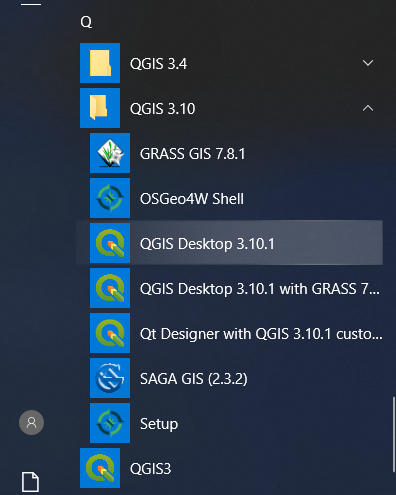 Q
QGIS 3.4
QGIS 3.10
GRASS GIS 7.8.1
OSGeo4W Shell
QGIS Desktop 3.10.1
QGIS Desktop 3.10.1 with GRASS 7...
Qt Designer with QGIS 3.10.1 custo...
SAGA GIS (2.3.2)
Setup
QGIS3